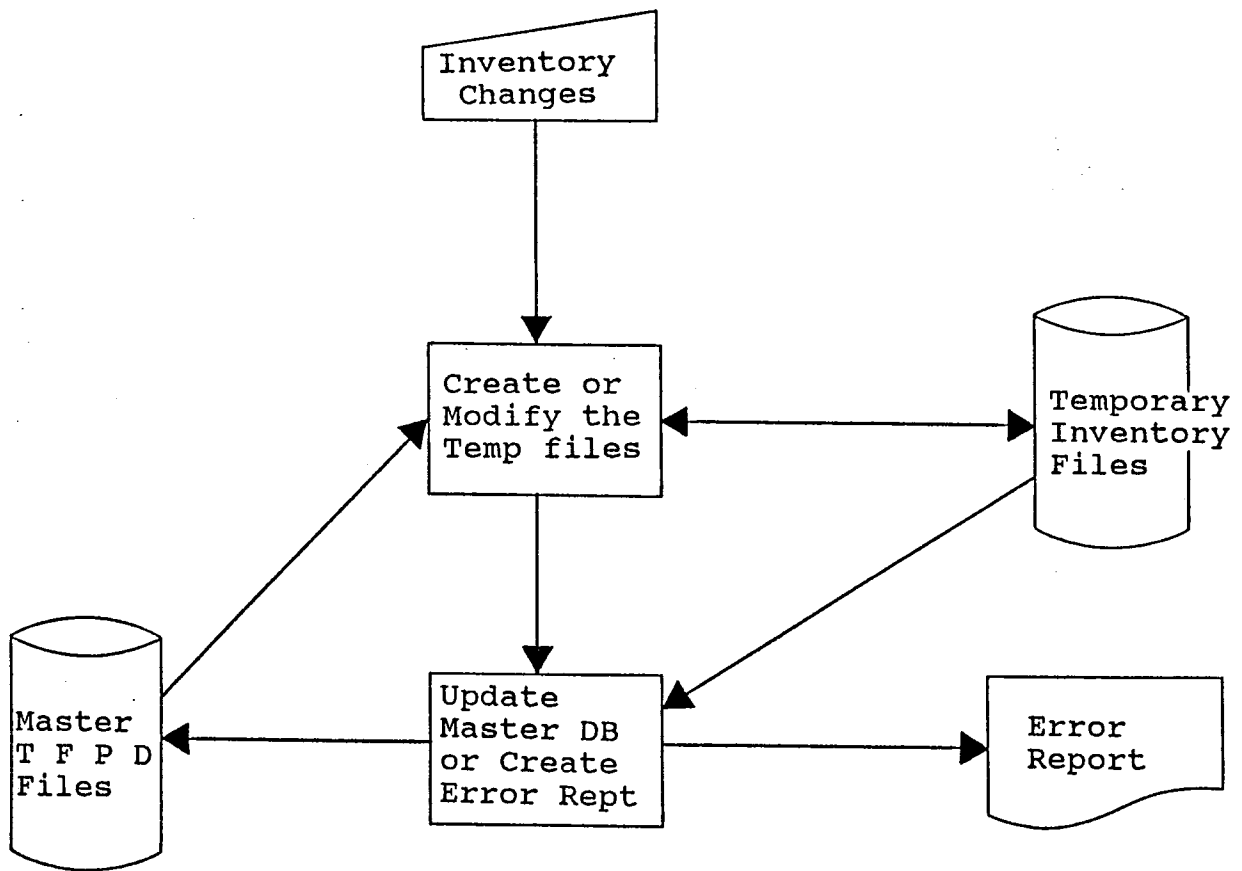 Inventory
Changes
Create or
Modify the
Temp files
Temporary
Inventory
Files
Master
T F P D
Files
Update
Master DB
or Create
Error Rept
Error
Report